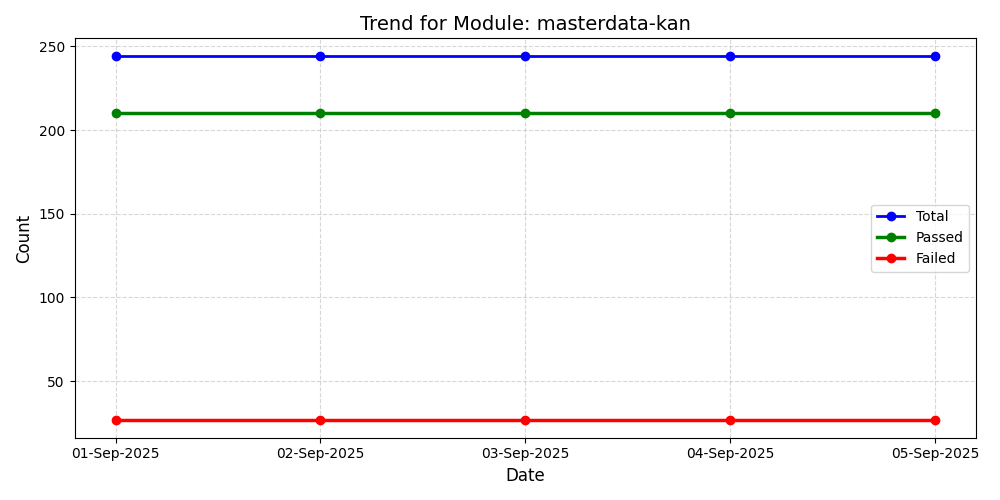 Trend for Module: masterdata-kan
250
200
150
100
50
Count
Total
Passed
Failed
01-Sep-2025
02-Sep-2025
03-Sep-2025
04-Sep-2025
05-Sep-2025
Date